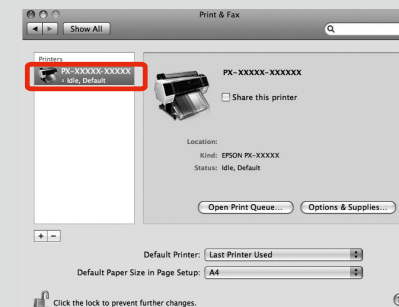 Print & Fax
Show All
Printers
PX-XXXXX-XXXXX
Idle, Default
PX-XXXXX-XXXXXX
Share this printer
Location:
Kind: EPSON PX-XXXXX
Status: Idle, Default
Open Print Queue...
Options & Supplies...
+ −
Default Printer: Last Printer Used
Default Paper Size in Page Setup: A4
Click the lock to prevent further changes.